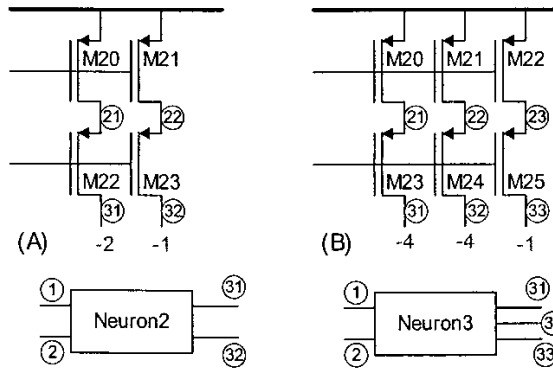 M20 M21 M20 M21 M22
21 22 21 22 23
M22 M23 M23 M24 M25
31 32 31 32 33
(A) -2 -1 (B) -4 -4 -1
1 31 1 31
Neuron2 Neuron3 3
2 32 2 33